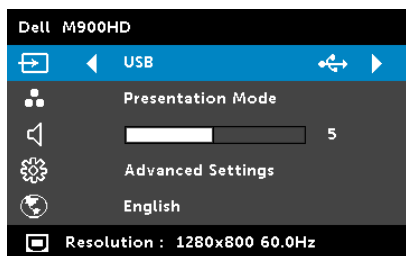 Dell M900HD
USB
Presentation Mode
5
Advanced Settings
English
Resolution : 1280x800 60.0Hz